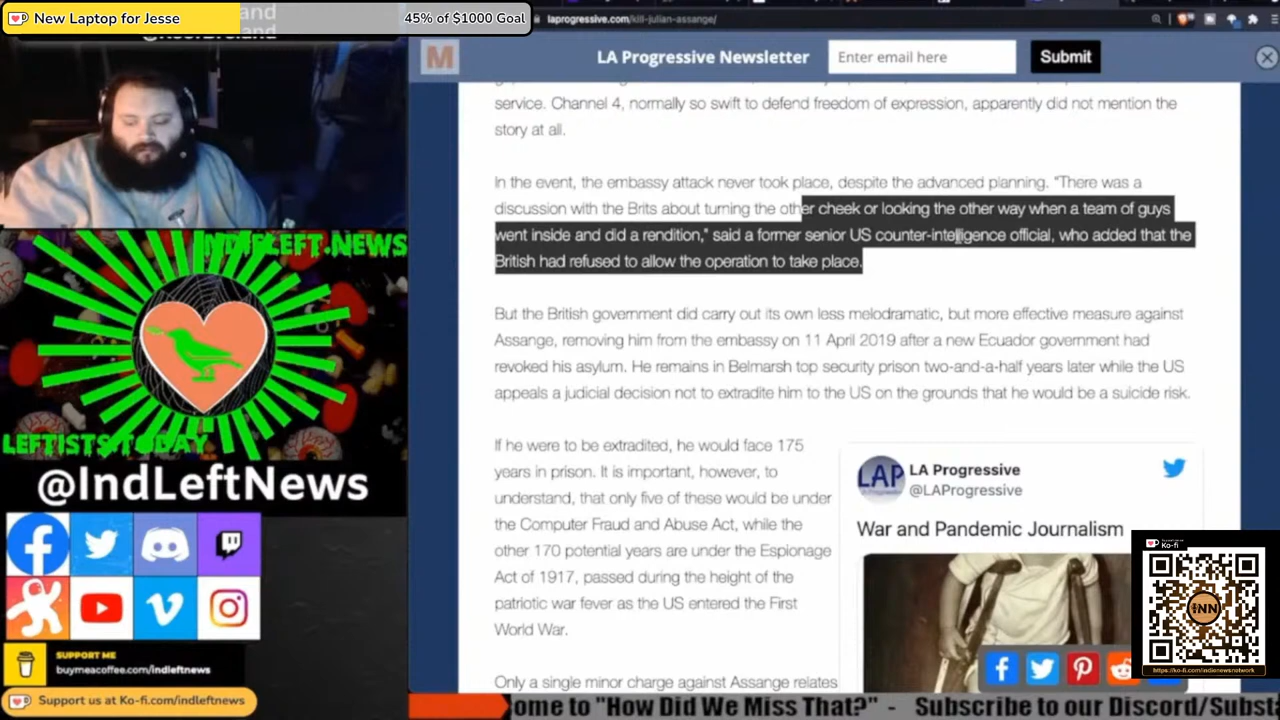 New Laptop for Jesse
45% of $1000 Goal
laprogressive.com/kill-julian-assange/
M
LA Progressive Newsletter
Enter email here
Submit
service. Channel 4, normally so swift to defend freedom of expression, apparently did not mention the
story at all.
In the event, the embassy attack never took place, despite the advanced planning. "There was a
discussion with the Brits about turning the other cheek or looking the other way when a team of guys
went inside and did a rendition," said a former senior US counter-intelligence official, who added that the
British had refused to allow the operation to take place.
But the British government did carry out its own less melodramatic, but more effective measure against
Assange, removing him from the embassy on 11 April 2019 after a new Ecuador government had
revoked his asylum. He remains in Belmarsh top security prison two-and-a-half years later while the US
appeals a judicial decision not to extradite him to the US on the grounds that he would be a suicide risk.
If he were to be extradited, he would face 175
years in prison. It is important, however, to
understand, that only five of these would be under
the Computer Fraud and Abuse Act, while the
other 170 potential years are under the Espionage
Act of 1917, passed during the height of the
patriotic war fever as the US entered the First
World War.
Only a single minor charge against Assange relates
LAP
LA Progressive
@LAProgressive
War and Pandemic Journalism
INDLEFT.NEWS
LEFTISTS TODAY
@IndLeftNews
SUPPORT ME
buymeacoffee.com/indleftnews
Support us at Ko-fi.com/indleftnews
Ko-fi
INN
https://ko-fi.com/indienewsnetwork
ome to "How Did We Miss That?" - Subscribe to our Discord/Subst